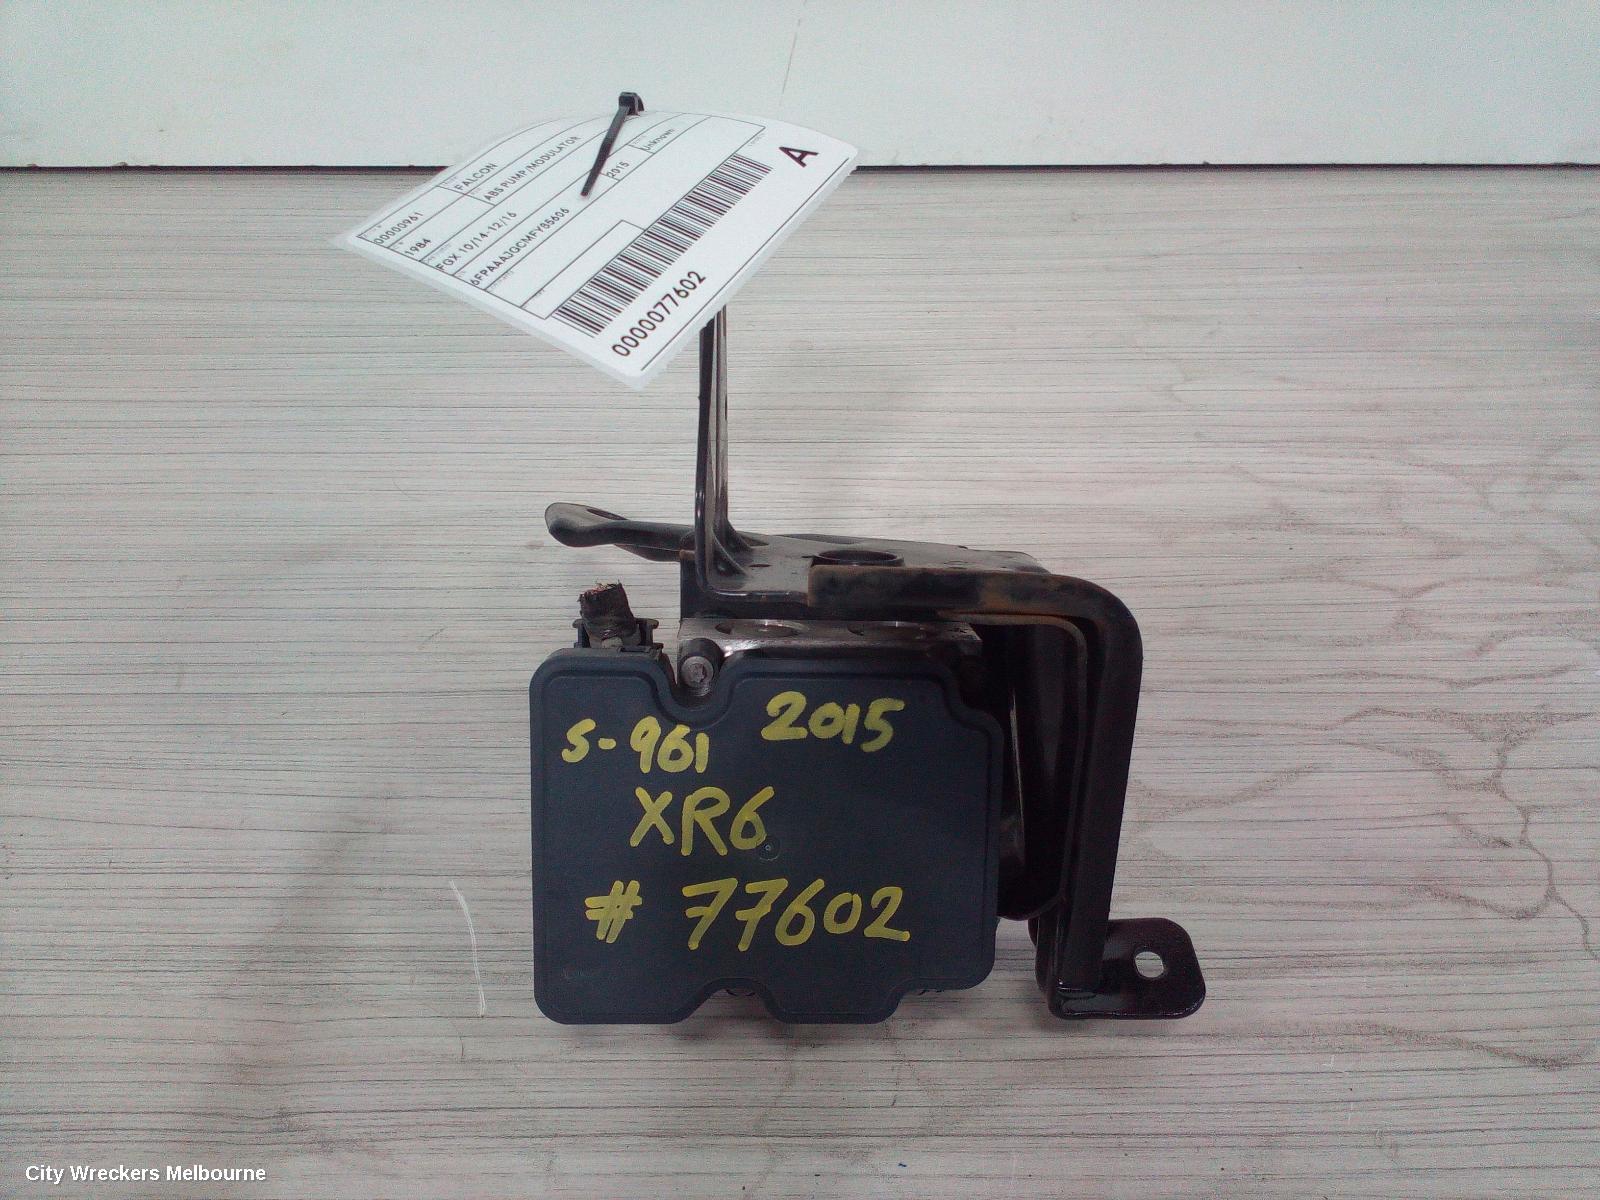 FALCON
00000961
ABS PUMP/MODULATOR
1984
FGX 10/14-12/16
2015
Unknown
6FPAAAJGCMFY85606
A
0000077602
S-961 2015
XR6
# 77602
City Wreckers Melbourne